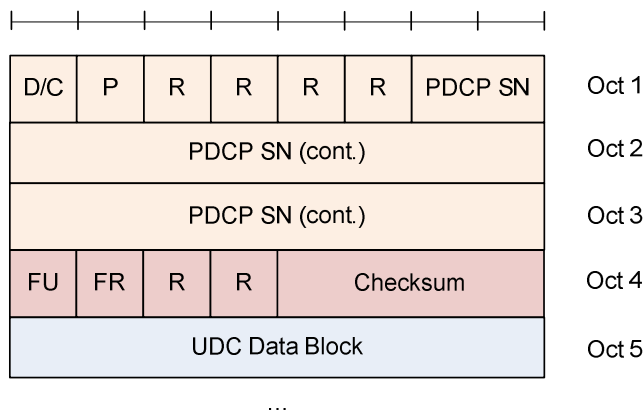 D/C P R R R R PDCP SN Oct 1
PDCP SN (cont.) Oct 2
PDCP SN (cont.) Oct 3
FU FR R R Checksum Oct 4
UDC Data Block Oct 5
...